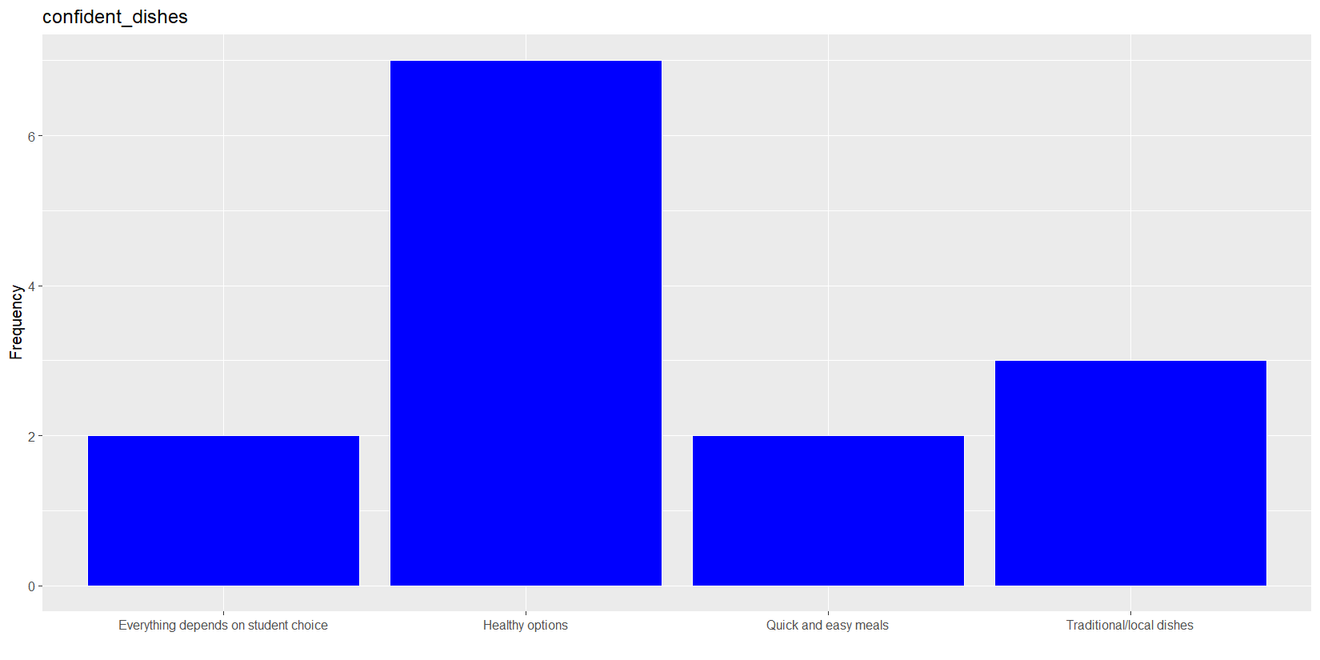 confident_dishes
Frequency
6
4
2
0
Everything depends on student choice
Healthy options
Quick and easy meals
Traditional/local dishes